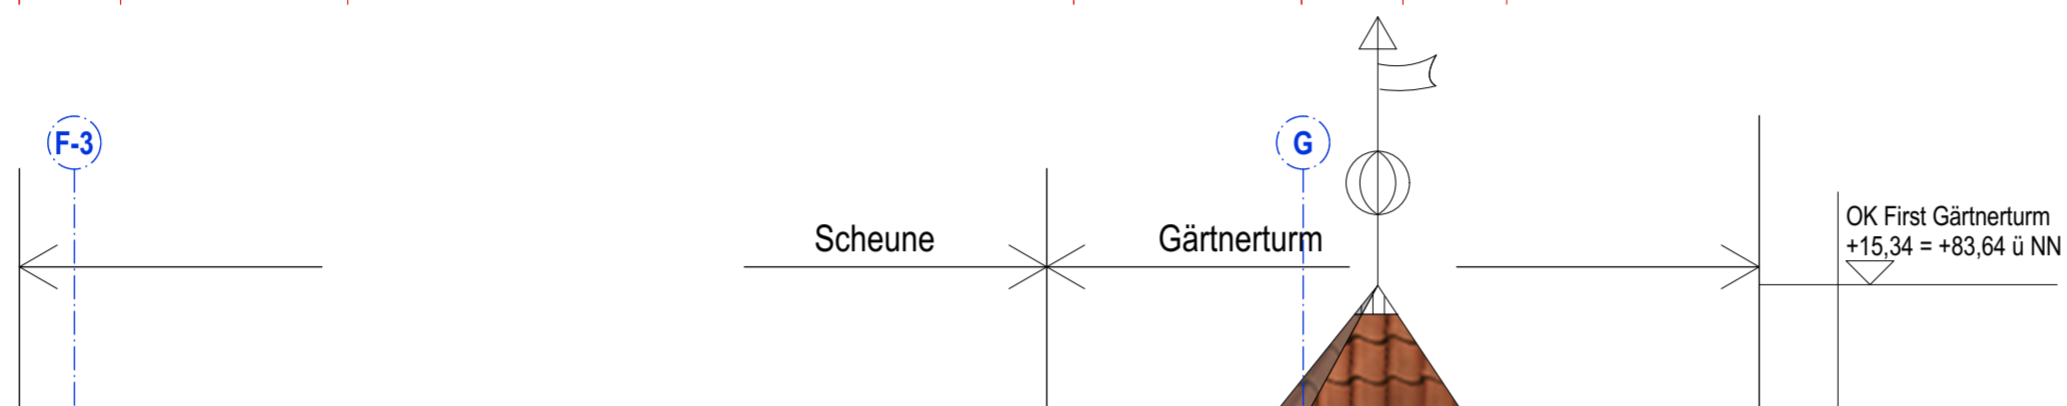 F-3
G
Scheune
Gärtnerturm
OK First Gärtnerturm
+15,34 = +83,64 ü NN